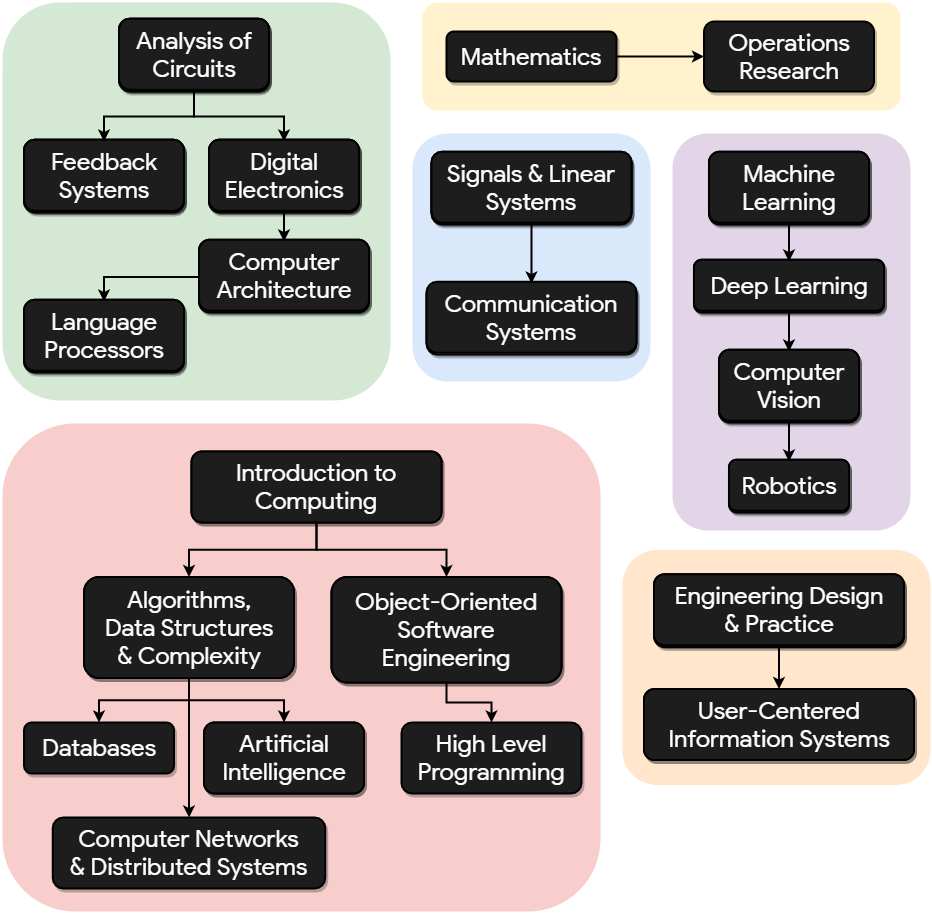 Analysis of
Circuits
Feedback
Systems
Digital
Electronics
Computer
Architecture
Language
Processors
Mathematics
Operations
Research
Signals & Linear
Systems
Communication
Systems
Machine
Learning
Deep Learning
Computer
Vision
Robotics
Introduction to
Computing
Algorithms,
Data Structures
& Complexity
Object-Oriented
Software
Engineering
Databases
Artificial
Intelligence
High Level
Programming
Computer Networks
& Distributed Systems
Engineering Design
& Practice
User-Centered
Information Systems